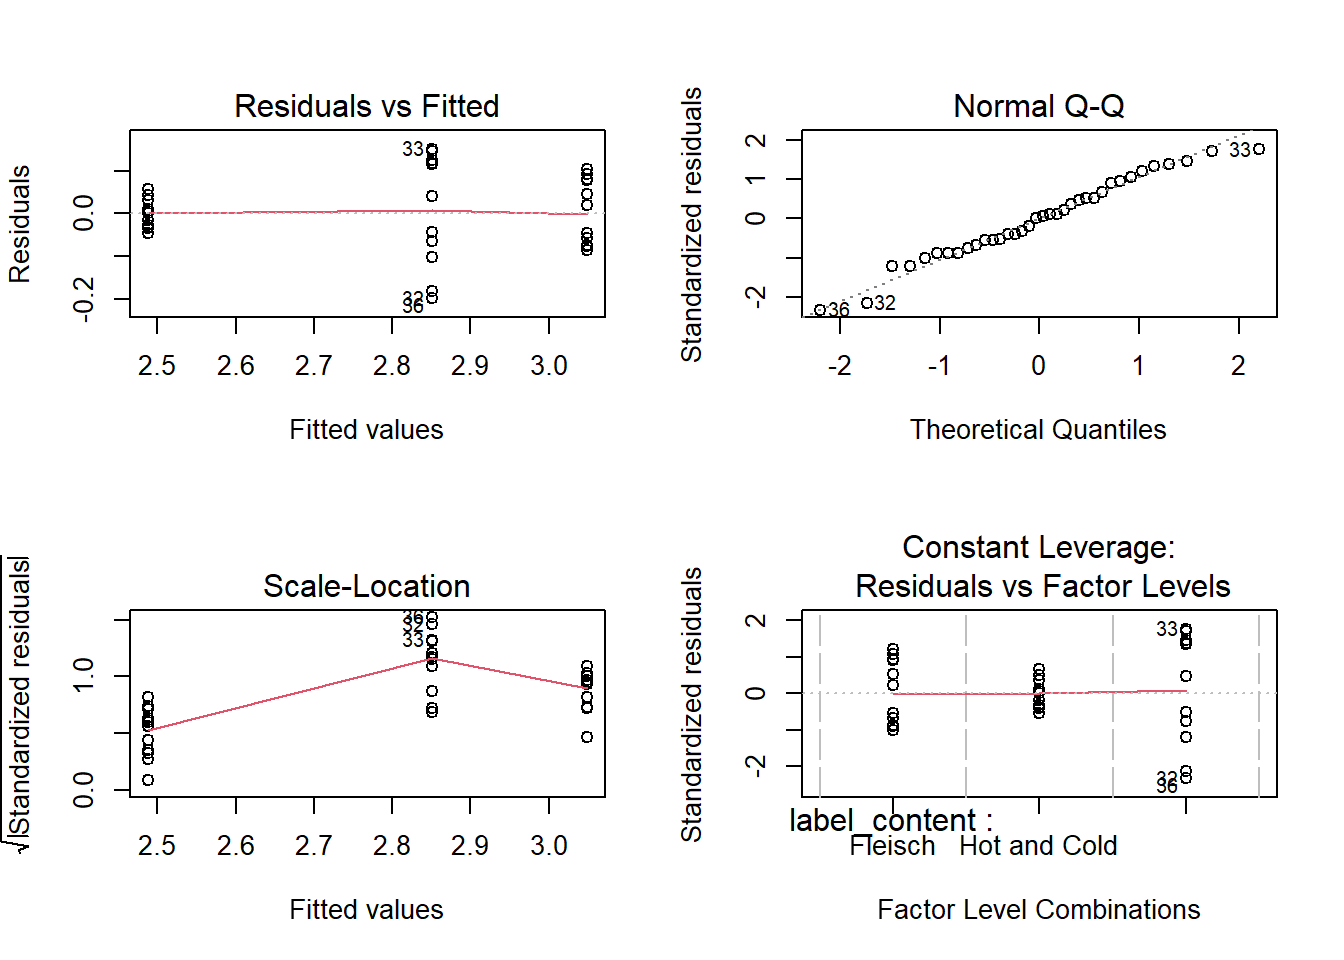 Residuals vs Fitted
Residuals
0.0
-0.2
33
32
36
2.5 2.6 2.7 2.8 2.9 3.0
Fitted values
Normal Q-Q
Standardized residuals
2
1
0
-2
33
36
32
-2 -1 0 1 2
Theoretical Quantiles
Scale-Location
√|Standardized residuals|
1.0
0.0
36
32
33
2.5 2.6 2.7 2.8 2.9 3.0
Fitted values
Constant Leverage:
Residuals vs Factor Levels
Standardized residuals
2
0
-2
33
32
36
label_content :
Fleisch Hot and Cold
Factor Level Combinations